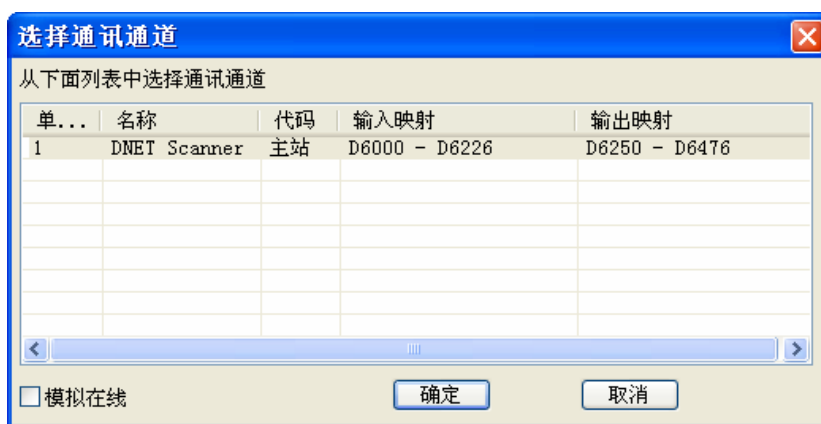 选择通讯通道
从下面列表中选择通讯通道
单... 名称 代码 输入映射 输出映射
1 DNET Scanner 主站 D6000 - D6226 D6250 - D6476
模拟在线 确定 取消